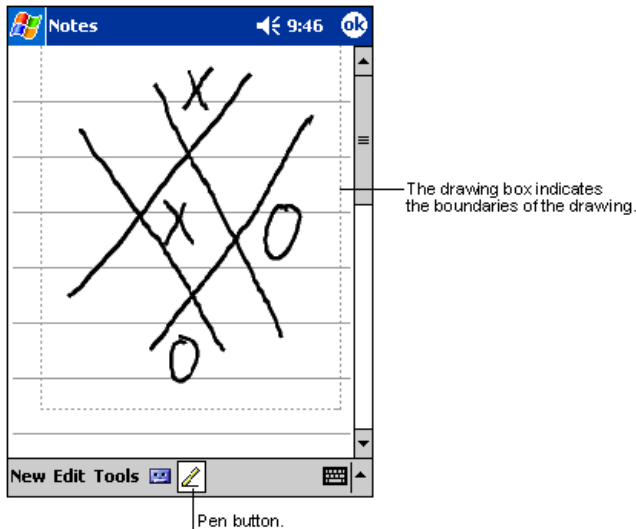 Notes 9:46 ok
X
X
O
O
The drawing box indicates
the boundaries of the drawing.
New Edit Tools
Pen button.